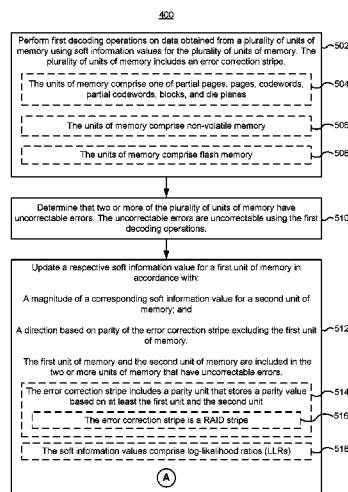 400
Perform first decoding operations on data obtained from a plurality of units of
memory using soft information values for the plurality of units of memory. The
plurality of units of memory includes an error correction stripe.
502
The units of memory comprise one of partial pages, pages, codewords,
partial codewords, blocks, and die planes
504
The units of memory comprise non-volatile memory
505
The units of memory comprise flash memory
508
Determine that two or more of the plurality of units of memory have
uncorrectable errors. The uncorrectable errors are uncorrectable using the first
decoding operations.
510
Update a respective soft information value for a first unit of memory in
accordance with:
A magnitude of a corresponding soft information value for a second unit of
memory; and
A direction based on parity of the error correction stripe excluding the first unit
of memory.
512
The first unit of memory and the second unit of memory are included in the
two or more units of memory that have uncorrectable errors.
The error correction stripe includes a parity unit that stores a parity value
based on at least the first unit and the second unit
514
The error correction stripe is a RAID stripe
516
The soft information values comprise log-likelihood ratios (LLRs)
518
A